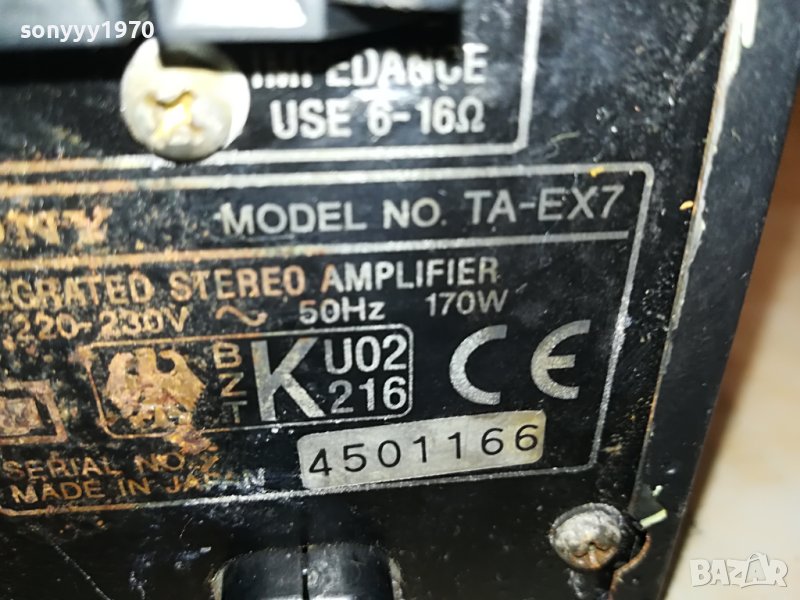 sonyyy1970
IMPEDANCE
USE 6-16Ω
MODEL NO. TA-EX7
STEREO AMPLIFIER
220-230V ~ 50Hz 170W
BZT K U02
216
CE
SERIAL NO.
4501166
MADE IN JAPAN
BAZAR